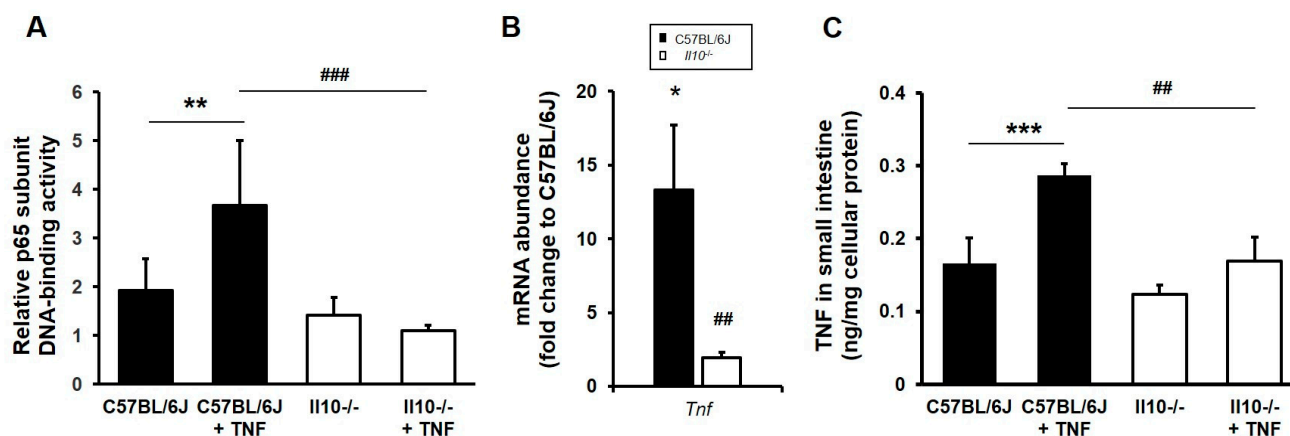 A
Relative p65 subunit
DNA-binding activity
6
5
4
3
2
1
0
**
###
C57BL/6J
C57BL/6J
+ TNF
Il10-/-
Il10-/-
+ TNF
B
C57BL/6J
Il10-/-
mRNA abundance
(fold change to C57BL/6J)
20
15
10
5
0
*
##
Tnf
C
TNF in small intestine
(ng/mg cellular protein)
0.4
0.3
0.2
0.1
0
***
##
C57BL/6J
C57BL/6J
+ TNF
Il10-/-
Il10-/-
+ TNF